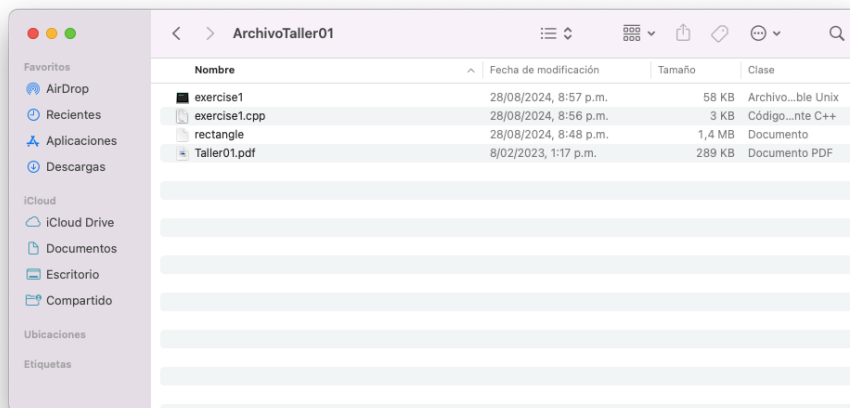 ArchivoTaller01
Favoritos
AirDrop
Recientes
Aplicaciones
Descargas
iCloud
iCloud Drive
Documentos
Escritorio
Compartido
Ubicaciones
Etiquetas
Nombre Fecha de modificación Tamaño Clase
exercise1 28/08/2024, 8:57 p.m. 58 KB Archivo...ble Unix
exercise1.cpp 28/08/2024, 8:56 p.m. 3 KB Código...nte C++
rectangle 28/08/2024, 8:48 p.m. 1,4 MB Documento
Taller01.pdf 8/02/2023, 1:17 p.m. 289 KB Documento PDF